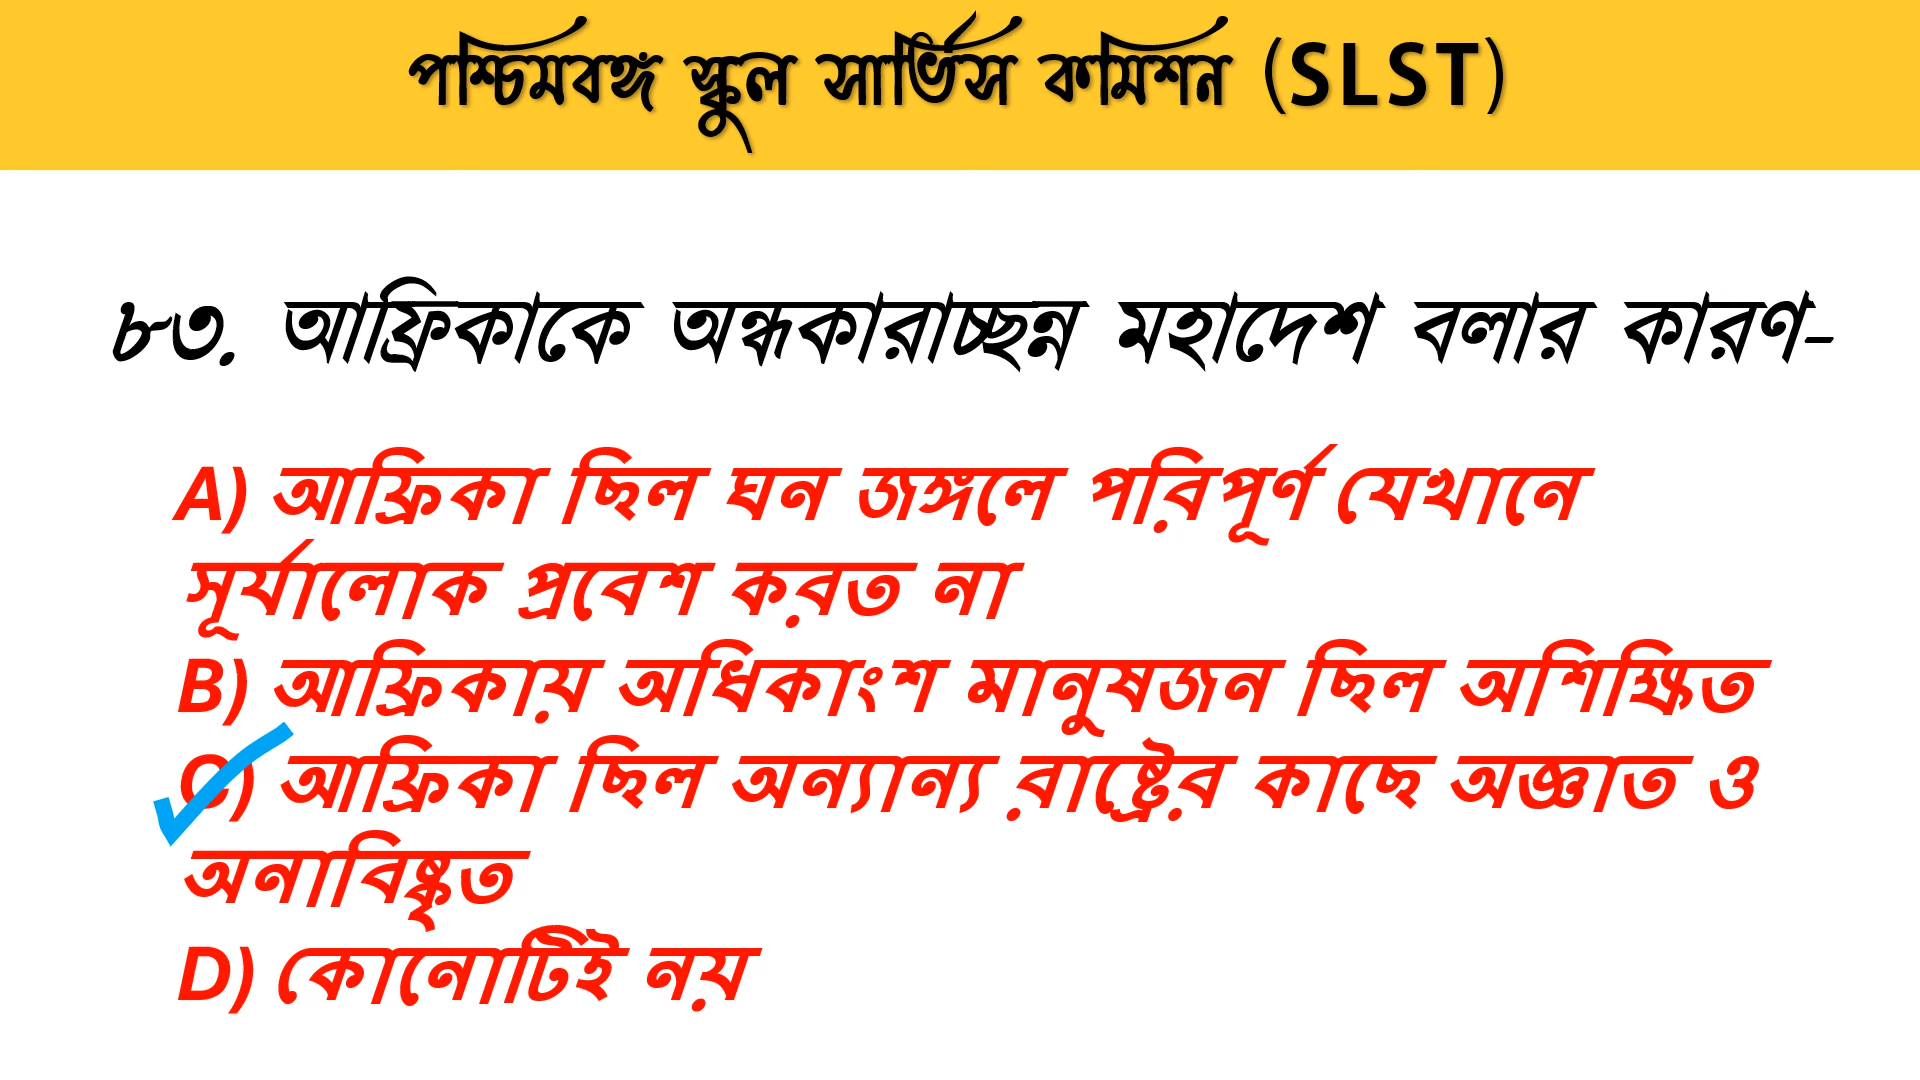 পশ্চিমবঙ্গ স্কুল সার্ভিস কমিশন (SLST)
৮৩. আফ্রিকাকে অন্ধকারাচ্ছন্ন মহাদেশ বলার কারণ-
A) আফ্রিকা ছিল ঘন জঙ্গলে পরিপূর্ণ যেখানে
সূর্যালোক প্রবেশ করত না
B) আফ্রিকায় অধিকাংশ মানুষজন ছিল অশিক্ষিত
C) আফ্রিকা ছিল অন্যান্য রাষ্ট্রের কাছে অজ্ঞাত ও
অনাবিষ্কৃত
D) কোনোটিই নয়